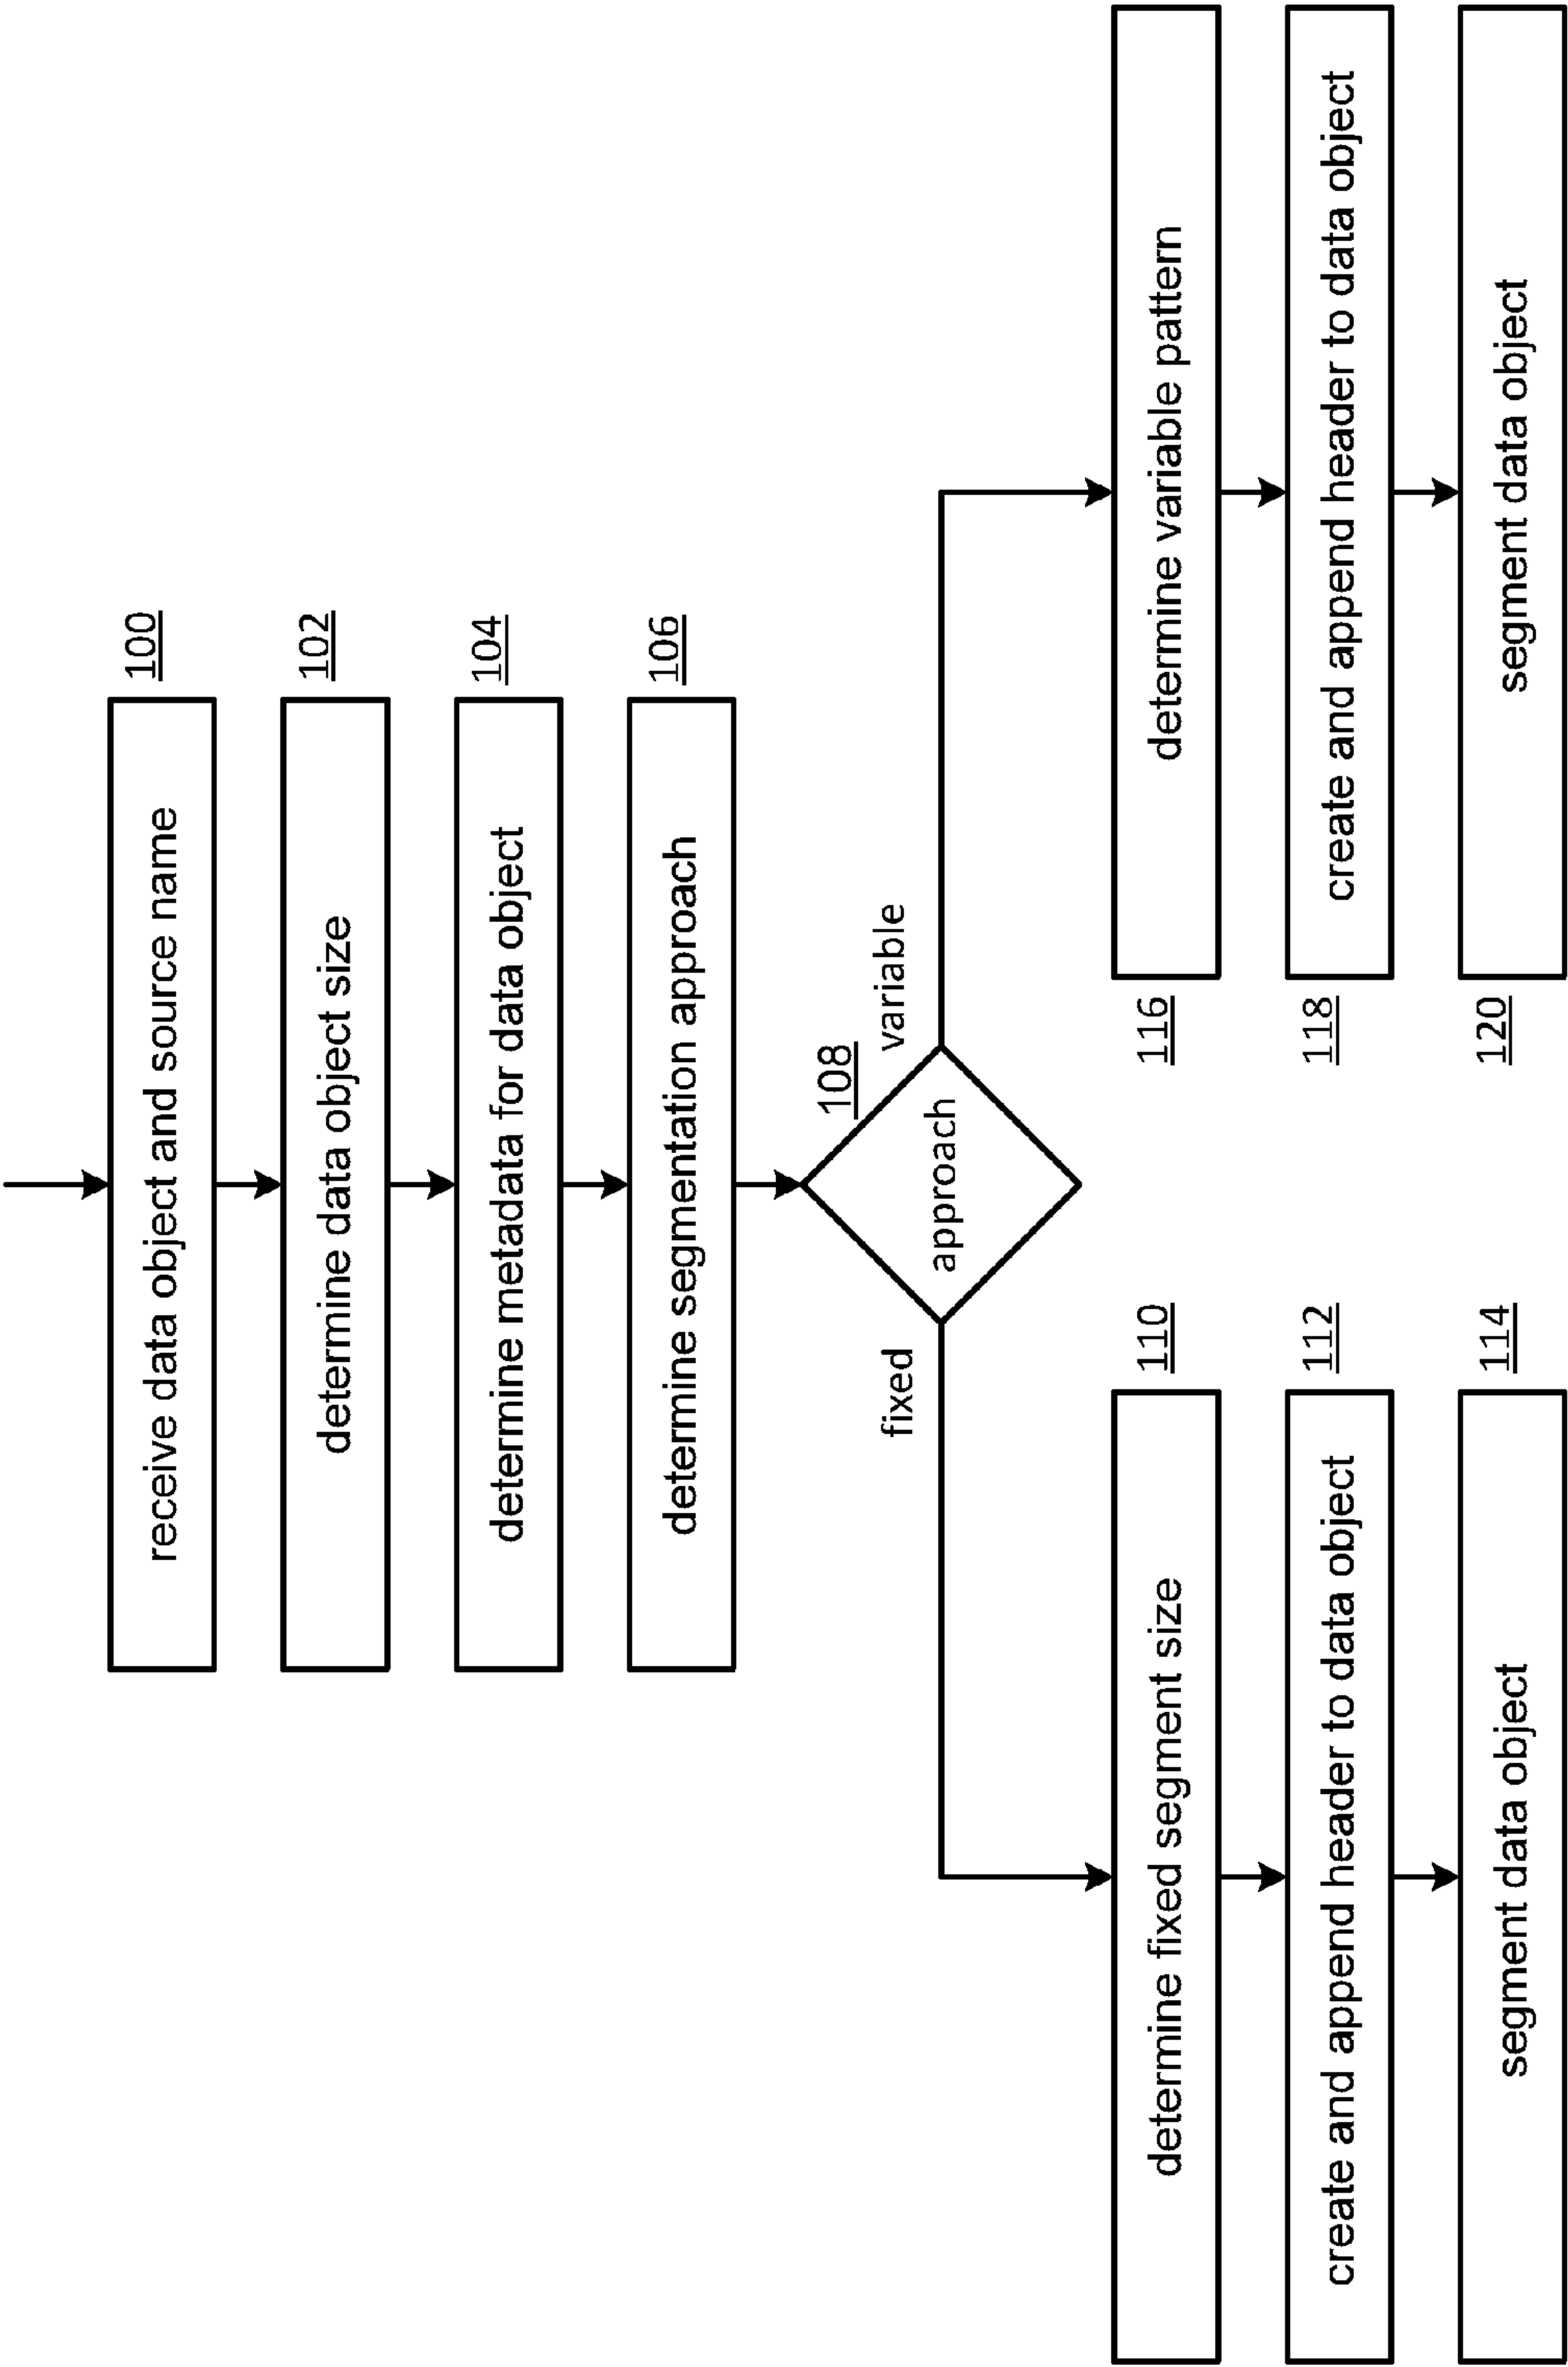 receive data object and source name
100
determine data object size
102
determine metadata for data object
104
determine segmentation approach
106
108
approach
fixed
variable
determine fixed segment size
110
create and append header to data object
112
segment data object
114
116
determine variable pattern
118
create and append header to data object
120
segment data object